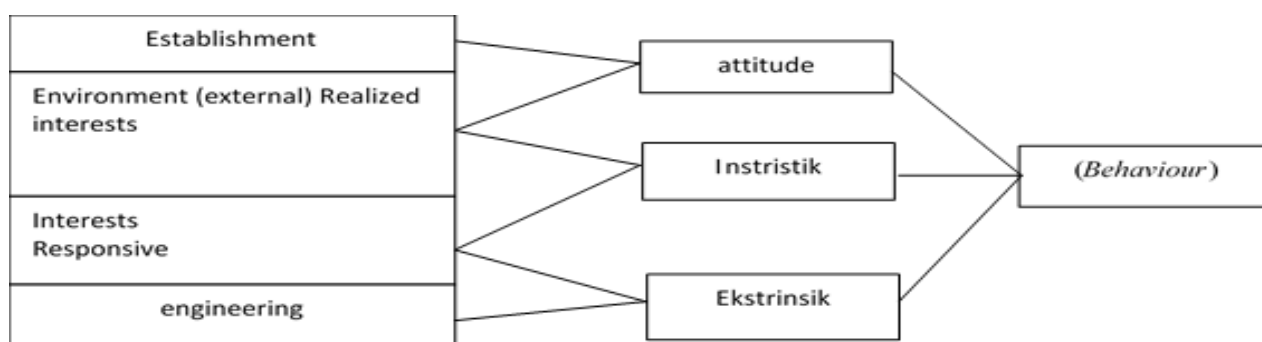 Establishment
Environment (external) Realized
interests
Interests
Responsive
engineering
attitude
Instristik
Ekstrinsik
(Behaviour)